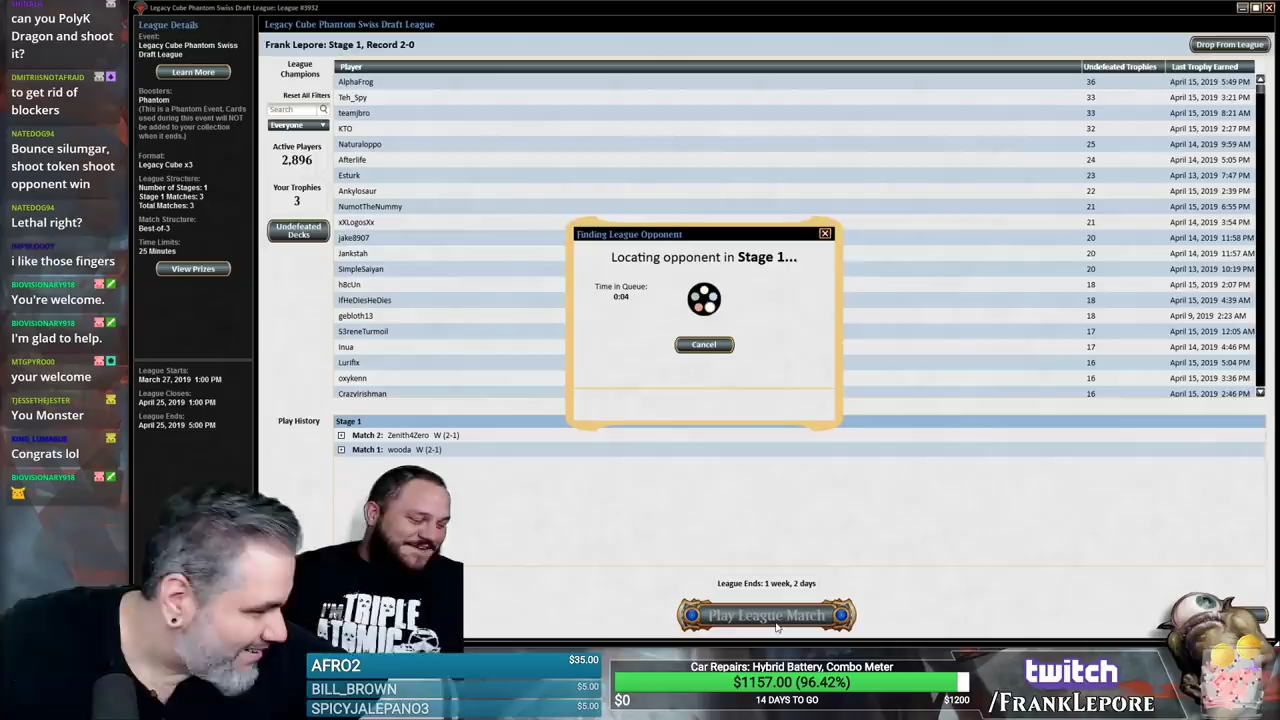 can you PolyK
Dragon and shoot
it?
DMITRIISNOTAFRAID
to get rid of
blockers
NATEDOG94
Bounce silumgar,
shoot token shoot
opponent win
NATEDOG94
Lethal right?
i like those fingers
BIOVISIONARY918
You're welcome.
BIOVISIONARY918
I'm glad to help.
MTGPYRO00
your welcome
TJESSETHEJESTER
You Monster
KING_LUMAGUE
Congrats lol
BIOVISIONARY918
Legacy Cube Phantom Swiss Draft League: League #3932
League Details
Event:
Legacy Cube Phantom Swiss
Draft League
Learn More
Boosters:
Phantom
(This is a Phantom Event. Cards
used during this event will NOT
be added to your collection
when it ends.)
Format:
Legacy Cube x3
League Structure:
Number of Stages: 1
Stage 1 Matches: 3
Total Matches: 3
Match Structure:
Best-of-3
Time Limits:
25 Minutes
View Prizes
League Starts:
March 27, 2019 1:00 PM
League Closes:
April 25, 2019 1:00 PM
League Ends:
April 25, 2019 5:00 PM
Legacy Cube Phantom Swiss Draft League
Frank Lepore: Stage 1, Record 2-0
Drop From League
League
Champions
Reset All Filters
Search
Everyone
Active Players
2,896
Your Trophies
3
Undefeated
Decks
Player Undefeated Trophies Last Trophy Earned
AlphaFrog 36 April 15, 2019 5:49 PM
Teh_Spy 33 April 15, 2019 3:21 PM
teamjbro 33 April 15, 2019 8:21 AM
KTO 32 April 15, 2019 2:27 PM
Naturaloppo 25 April 14, 2019 9:59 AM
Afterlife 24 April 14, 2019 5:05 PM
Esturk 23 April 13, 2019 7:47 PM
Ankylosaur 22 April 15, 2019 2:39 PM
NumotTheNummy 21 April 15, 2019 6:55 PM
xXLogosXx 21 April 14, 2019 3:54 PM
jake8907 20 April 14, 2019 11:58 PM
Jankstah 20 April 14, 2019 11:57 AM
SimpleSaiyan 20 April 13, 2019 10:19 PM
h8cUn 18 April 15, 2019 2:07 PM
IfHeDiesHeDies 18 April 15, 2019 4:39 AM
gebloth13 18 April 9, 2019 2:23 AM
S3reneTurmoil 17 April 15, 2019 12:05 AM
Inua 17 April 14, 2019 4:46 PM
Lurifix 16 April 15, 2019 5:04 PM
oxykenn 16 April 15, 2019 3:36 PM
CrazyIrishman 16 April 15, 2019 2:46 PM
Finding League Opponent
Locating opponent in Stage 1...
Time in Queue:
0:04
Cancel
Play History
Stage 1
Match 2: Zenith4Zero W (2-1)
Match 1: wooda W (2-1)
League Ends: 1 week, 2 days
Play League Match
I'M TRIPLE
ATOMIC
AFRO2 $35.00
BILL_BROWN $5.00
SPICYJALEPANO3 $5.00
Car Repairs: Hybrid Battery, Combo Meter
$1157.00 (96.42%)
$0 14 DAYS TO GO $1200
twitch
/FRANKLEPORE